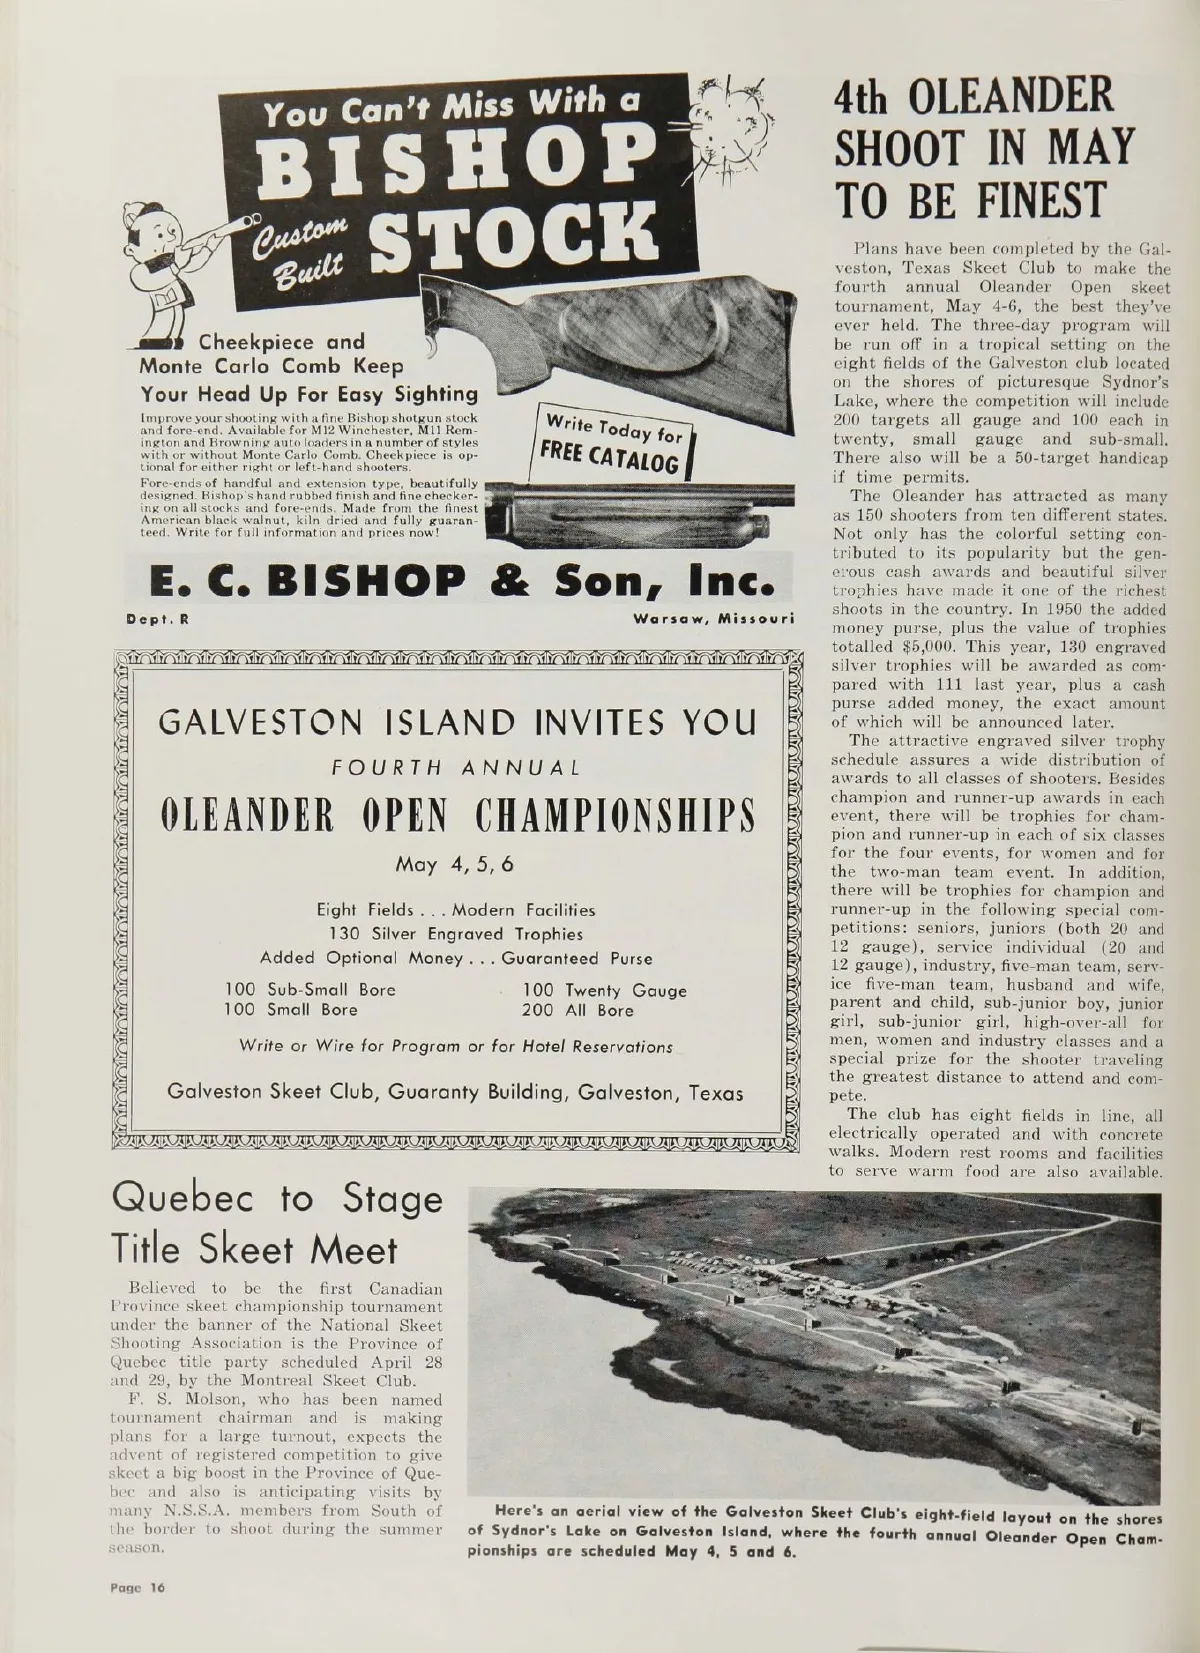 You Can't Miss With a
BISHOP
Custom
Built
STOCK
Cheekpiece and
Monte Carlo Comb Keep
Your Head Up For Easy Sighting
Improve your shooting with a fine Bishop shotgun stock
and fore-end. Available for M12 Winchester, M11 Rem-
ington and Browning auto loaders in a number of styles
with or without Monte Carlo Comb. Cheekpiece is op-
tional for either right or left-hand shooters.
Fore-ends of handful and extension type, beautifully
designed. Bishop's hand rubbed finish and fine checker-
ing on all stocks and fore-ends. Made from the finest
American black walnut, kiln dried and fully guaran-
teed. Write for full information and prices now!
Write Today for
FREE CATALOG
E. C. BISHOP & Son, Inc.
Dept. R
Warsaw, Missouri
GALVESTON ISLAND INVITES YOU
FOURTH ANNUAL
OLEANDER OPEN CHAMPIONSHIPS
May 4, 5, 6
Eight Fields . . . Modern Facilities
130 Silver Engraved Trophies
Added Optional Money . . . Guaranteed Purse
100 Sub-Small Bore
100 Twenty Gauge
100 Small Bore
200 All Bore
Write or Wire for Program or for Hotel Reservations
Galveston Skeet Club, Guaranty Building, Galveston, Texas
Quebec to Stage
Title Skeet Meet
Believed to be the first Canadian
Province skeet championship tournament
under the banner of the National Skeet
Shooting Association is the Province of
Quebec title party scheduled April 28
and 29, by the Montreal Skeet Club.
F. S. Molson, who has been named
tournament chairman and is making
plans for a large turnout, expects the
advent of registered competition to give
skeet a big boost in the Province of Que-
bec and also is anticipating visits by
many N.S.S.A. members from South of
the border to shoot during the summer
season.
4th OLEANDER
SHOOT IN MAY
TO BE FINEST
Plans have been completed by the Gal-
veston, Texas Skeet Club to make the
fourth annual Oleander Open skeet
tournament, May 4-6, the best they've
ever held. The three-day program will
be run off in a tropical setting on the
eight fields of the Galveston club located
on the shores of picturesque Sydnor's
Lake, where the competition will include
200 targets all gauge and 100 each in
twenty, small gauge and sub-small.
There also will be a 50-target handicap
if time permits.
The Oleander has attracted as many
as 150 shooters from ten different states.
Not only has the colorful setting con-
tributed to its popularity but the gen-
erous cash awards and beautiful silver
trophies have made it one of the richest
shoots in the country. In 1950 the added
money purse, plus the value of trophies
totalled $5,000. This year, 130 engraved
silver trophies will be awarded as com-
pared with 111 last year, plus a cash
purse added money, the exact amount
of which will be announced later.
The attractive engraved silver trophy
schedule assures a wide distribution of
awards to all classes of shooters. Besides
champion and runner-up awards in each
event, there will be trophies for cham-
pion and runner-up in each of six classes
for the four events, for women and for
the two-man team event. In addition,
there will be trophies for champion and
runner-up in the following special com-
petitions: seniors, juniors (both 20 and
12 gauge), service individual (20 and
12 gauge), industry, five-man team, serv-
ice five-man team, husband and wife,
parent and child, sub-junior boy, junior
girl, sub-junior girl, high-over-all for
men, women and industry classes and a
special prize for the shooter traveling
the greatest distance to attend and com-
pete.
The club has eight fields in line, all
electrically operated and with concrete
walks. Modern rest rooms and facilities
to serve warm food are also available.
Here's an aerial view of the Galveston Skeet Club's eight-field layout on the shores
of Sydnor's Lake on Galveston Island, where the fourth annual Oleander Open Cham-
pionships are scheduled May 4, 5 and 6.
Page 16